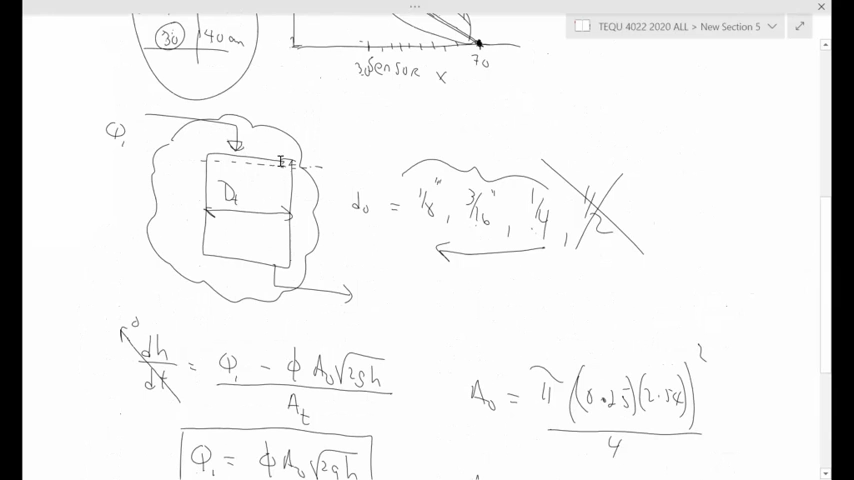 TEQU 4022 2020 ALL > New Section 5
30 40 cm
30 Sensor x 70
Q₁
Dₜ
d₀ = 1/8", 3/16", 1/4, 1/2
dh/dt = (Q₁ - ϕ A₀ √2gh) / Aₜ
0
A₀ = π ((0.25)(2.54))² / 4
Q₁ = ϕ A₀ √2gh